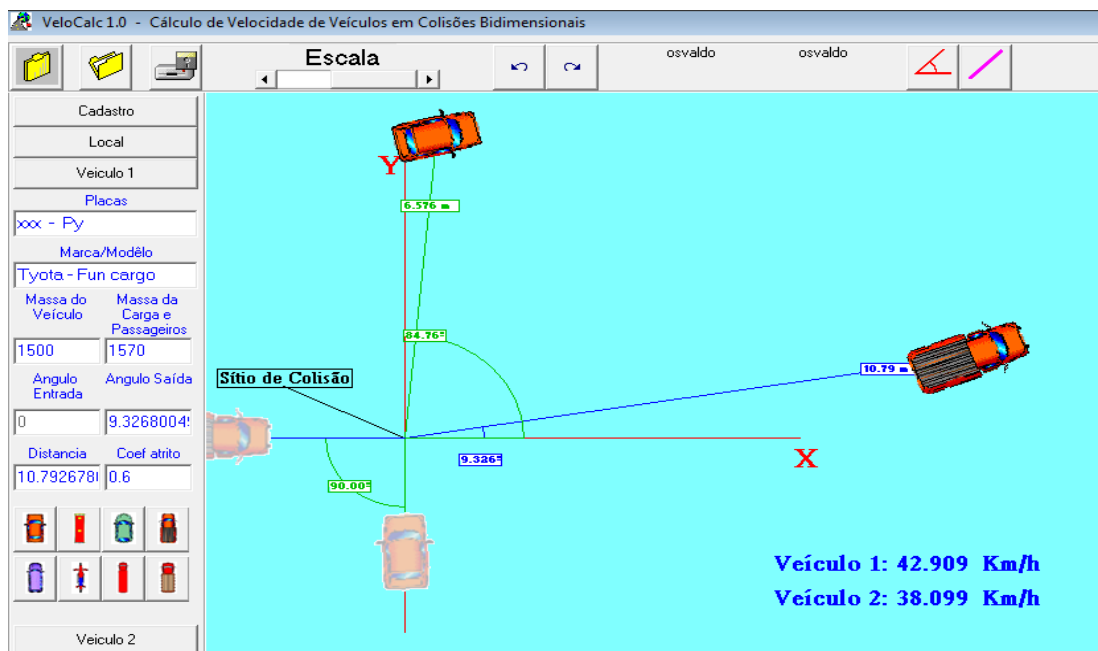 VeloCalc 1.0 - Cálculo de Velocidade de Veículos em Colisões Bidimensionais
Escala
osvaldo
osvaldo
Cadastro
Local
Veiculo 1
Placas
xxx - Py
Marca/Modêlo
Tyota - Fun cargo
Massa do Veículo
Massa da Carga e Passageiros
1500
1570
Angulo Entrada
Angulo Saída
0
9.32680049
Distancia
Coef atrito
10.7926780
0.6
Veiculo 2
Y
6.576 m
84.76º
Sítio de Colisão
10.79 m
9.326º
X
90.00º
Veículo 1: 42.909 Km/h
Veículo 2: 38.099 Km/h